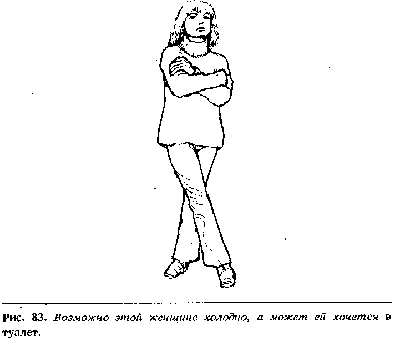 Рис. 83. Возможно этой женщине холодно, а может ей хочется в
туалет.